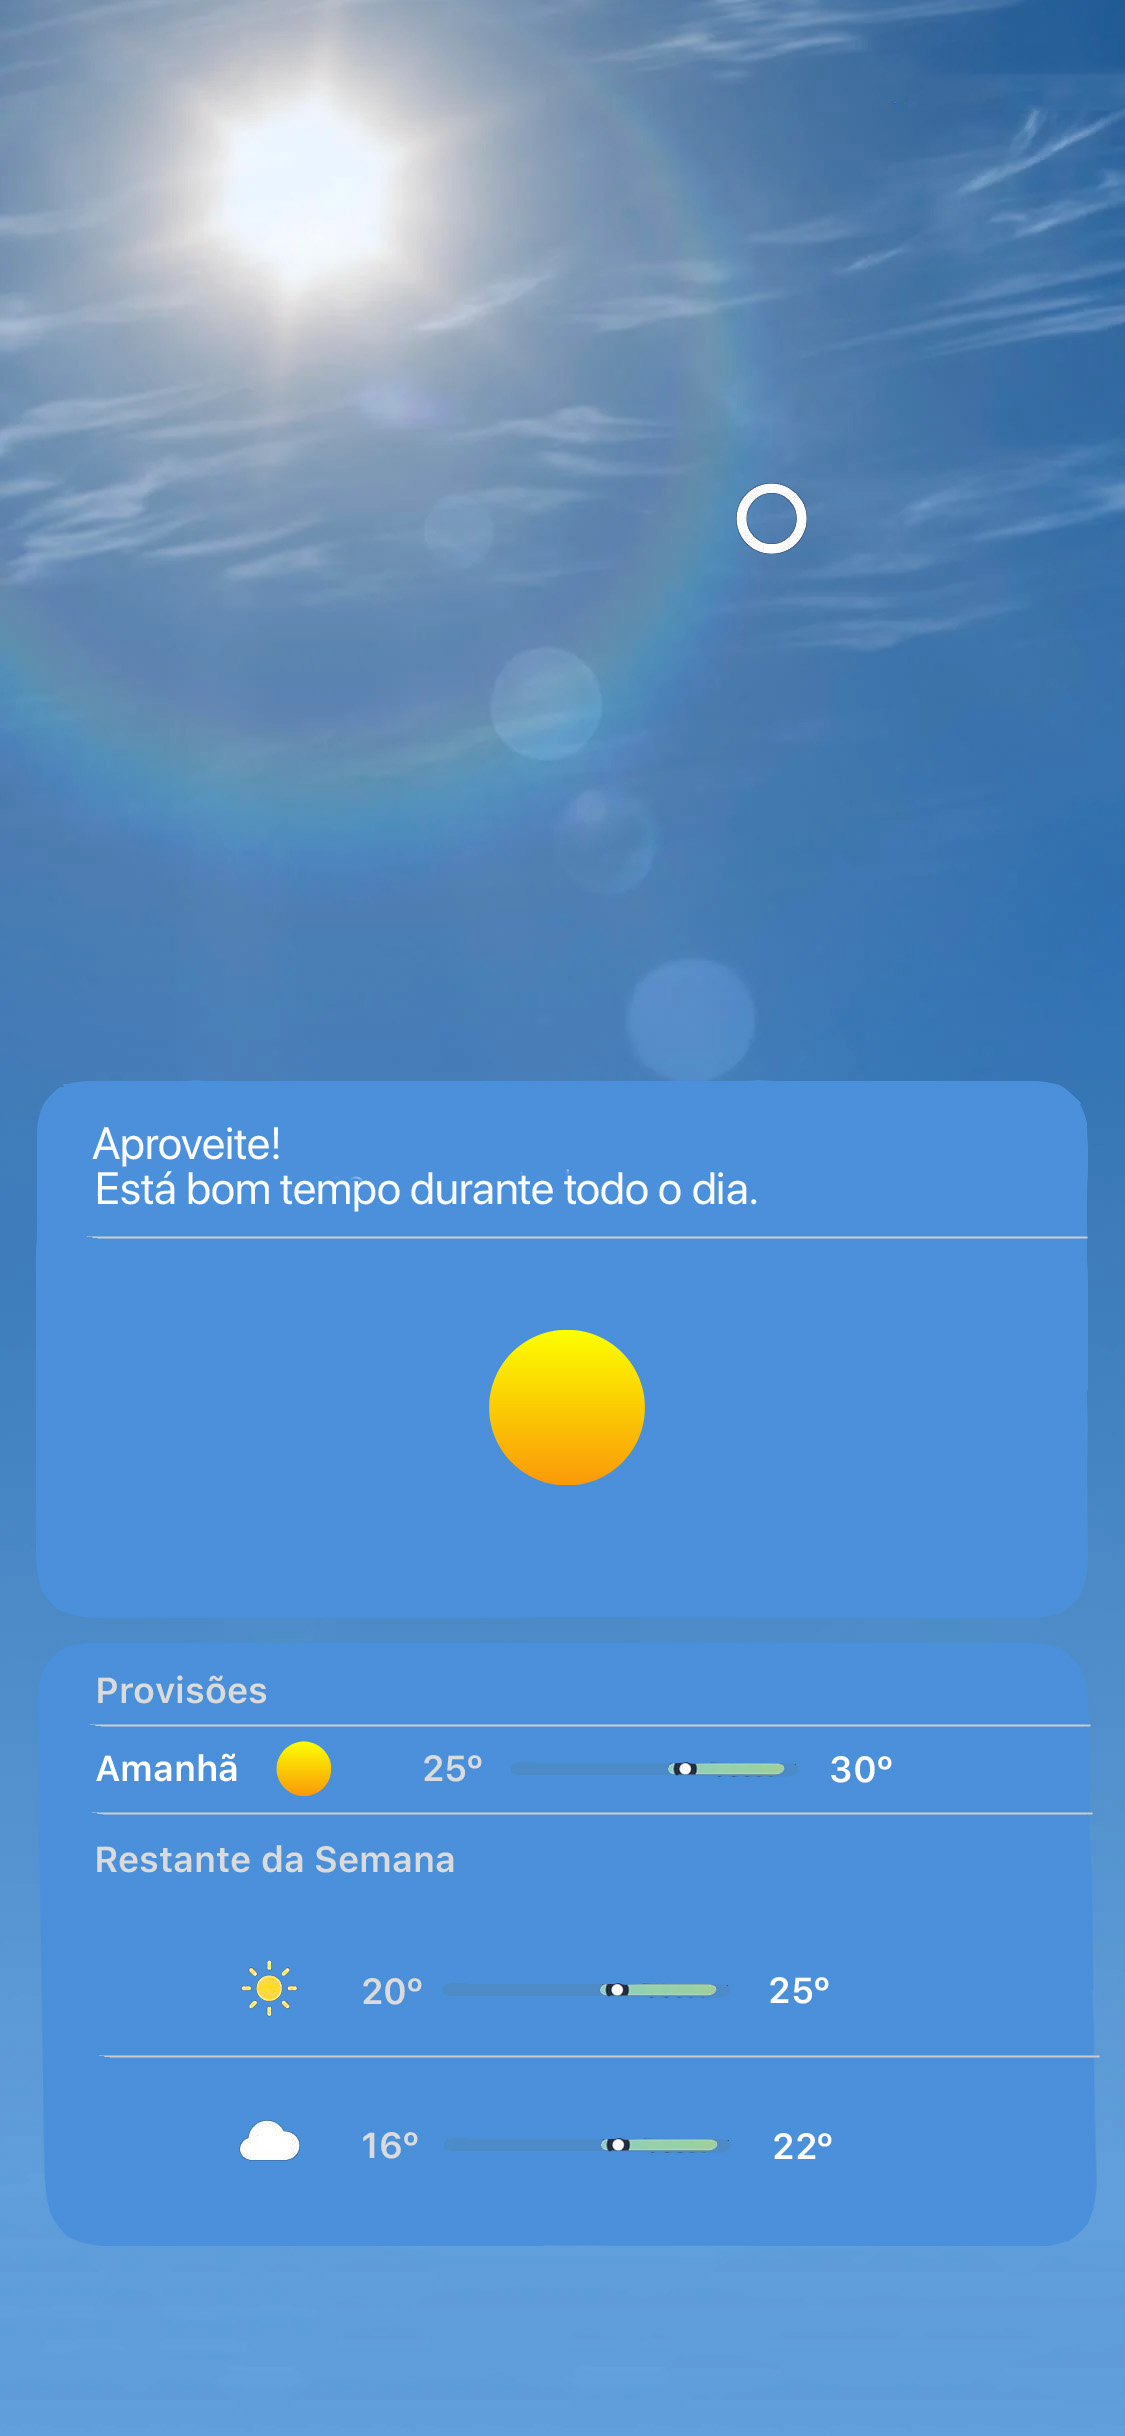 Aproveite!
Está bom tempo durante todo o dia.
Provisões
Amanhã 25º 30º
Restante da Semana
20º 25º
16º 22º